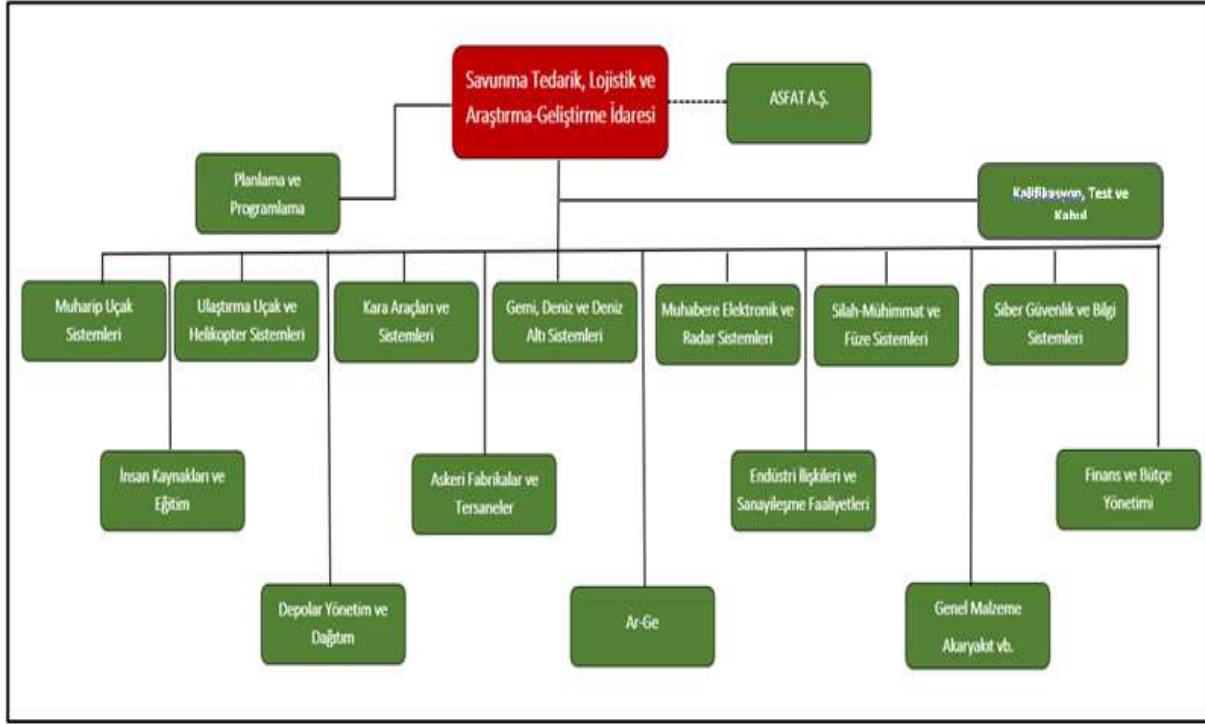 Savunma Tedarik, Lojistik ve
Araştırma-Geliştirme İdaresi
ASFAT A.Ş.
Planlama ve
Programlama
Kalifikasyon, Test ve
Kabul
Muharip Uçak
Sistemleri
Ulaştırma Uçak ve
Helikopter Sistemleri
Kara Araçları ve
Sistemleri
Gemi, Deniz ve Deniz
Altı Sistemleri
Muhabere Elektronik ve
Radar Sistemleri
Silah-Mühimmat ve
Füze Sistemleri
Siber Güvenlik ve Bilgi
Sistemleri
İnsan Kaynakları ve
Eğitim
Askeri Fabrikalar ve
Tersaneler
Endüstri İlişkileri ve
Sanayileşme Faaliyetleri
Finans ve Bütçe
Yönetimi
Depolar Yönetim ve
Dağıtım
Ar-Ge
Genel Malzeme
Akaryakıt vb.